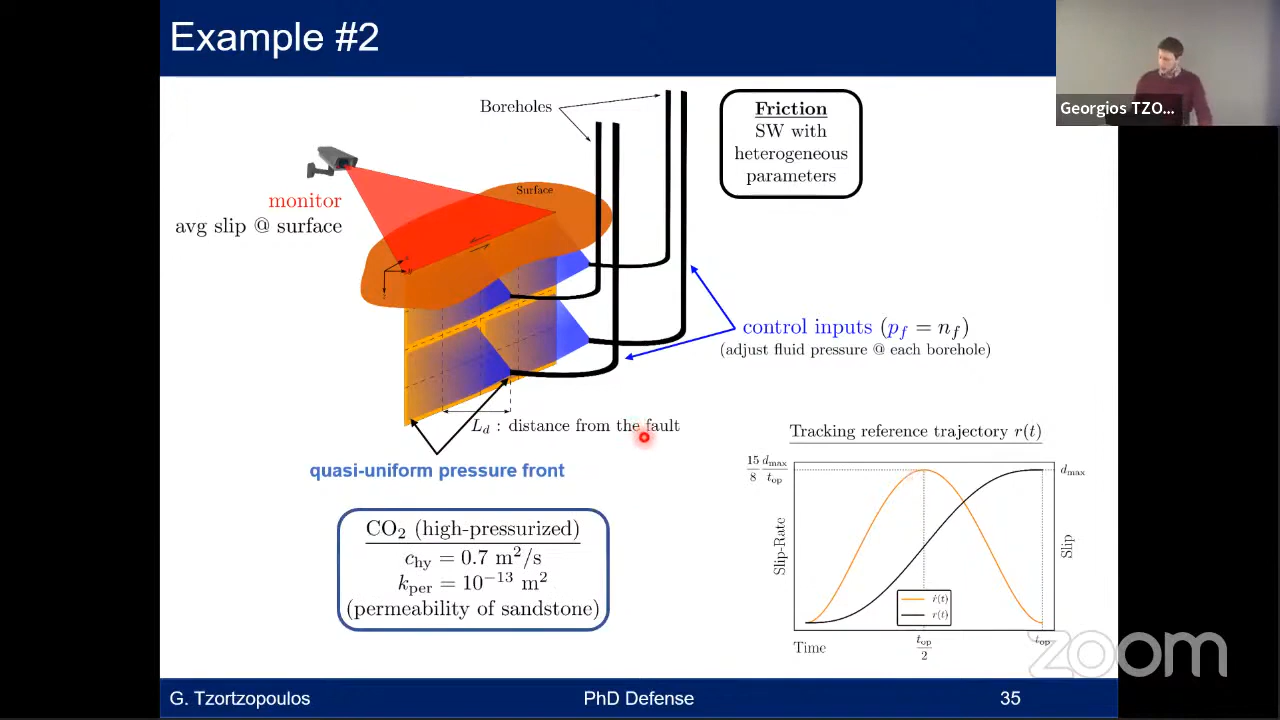 Example #2
Georgios TZO...
Boreholes
Friction
SW with
heterogeneous
parameters
Surface
monitor
avg slip @ surface
control inputs (p_f = n_f)
(adjust fluid pressure @ each borehole)
L_d : distance from the fault
quasi-uniform pressure front
CO₂ (high-pressurized)
c_hy = 0.7 m²/s
k_per = 10⁻¹³ m²
(permeability of sandstone)
Tracking reference trajectory r(t)
15/8 d_max/t_op
d_max
Slip-Rate
Slip
ṙ(t)
r(t)
Time
t_op/2
t_op
zoom
G. Tzortzopoulos
PhD Defense
35